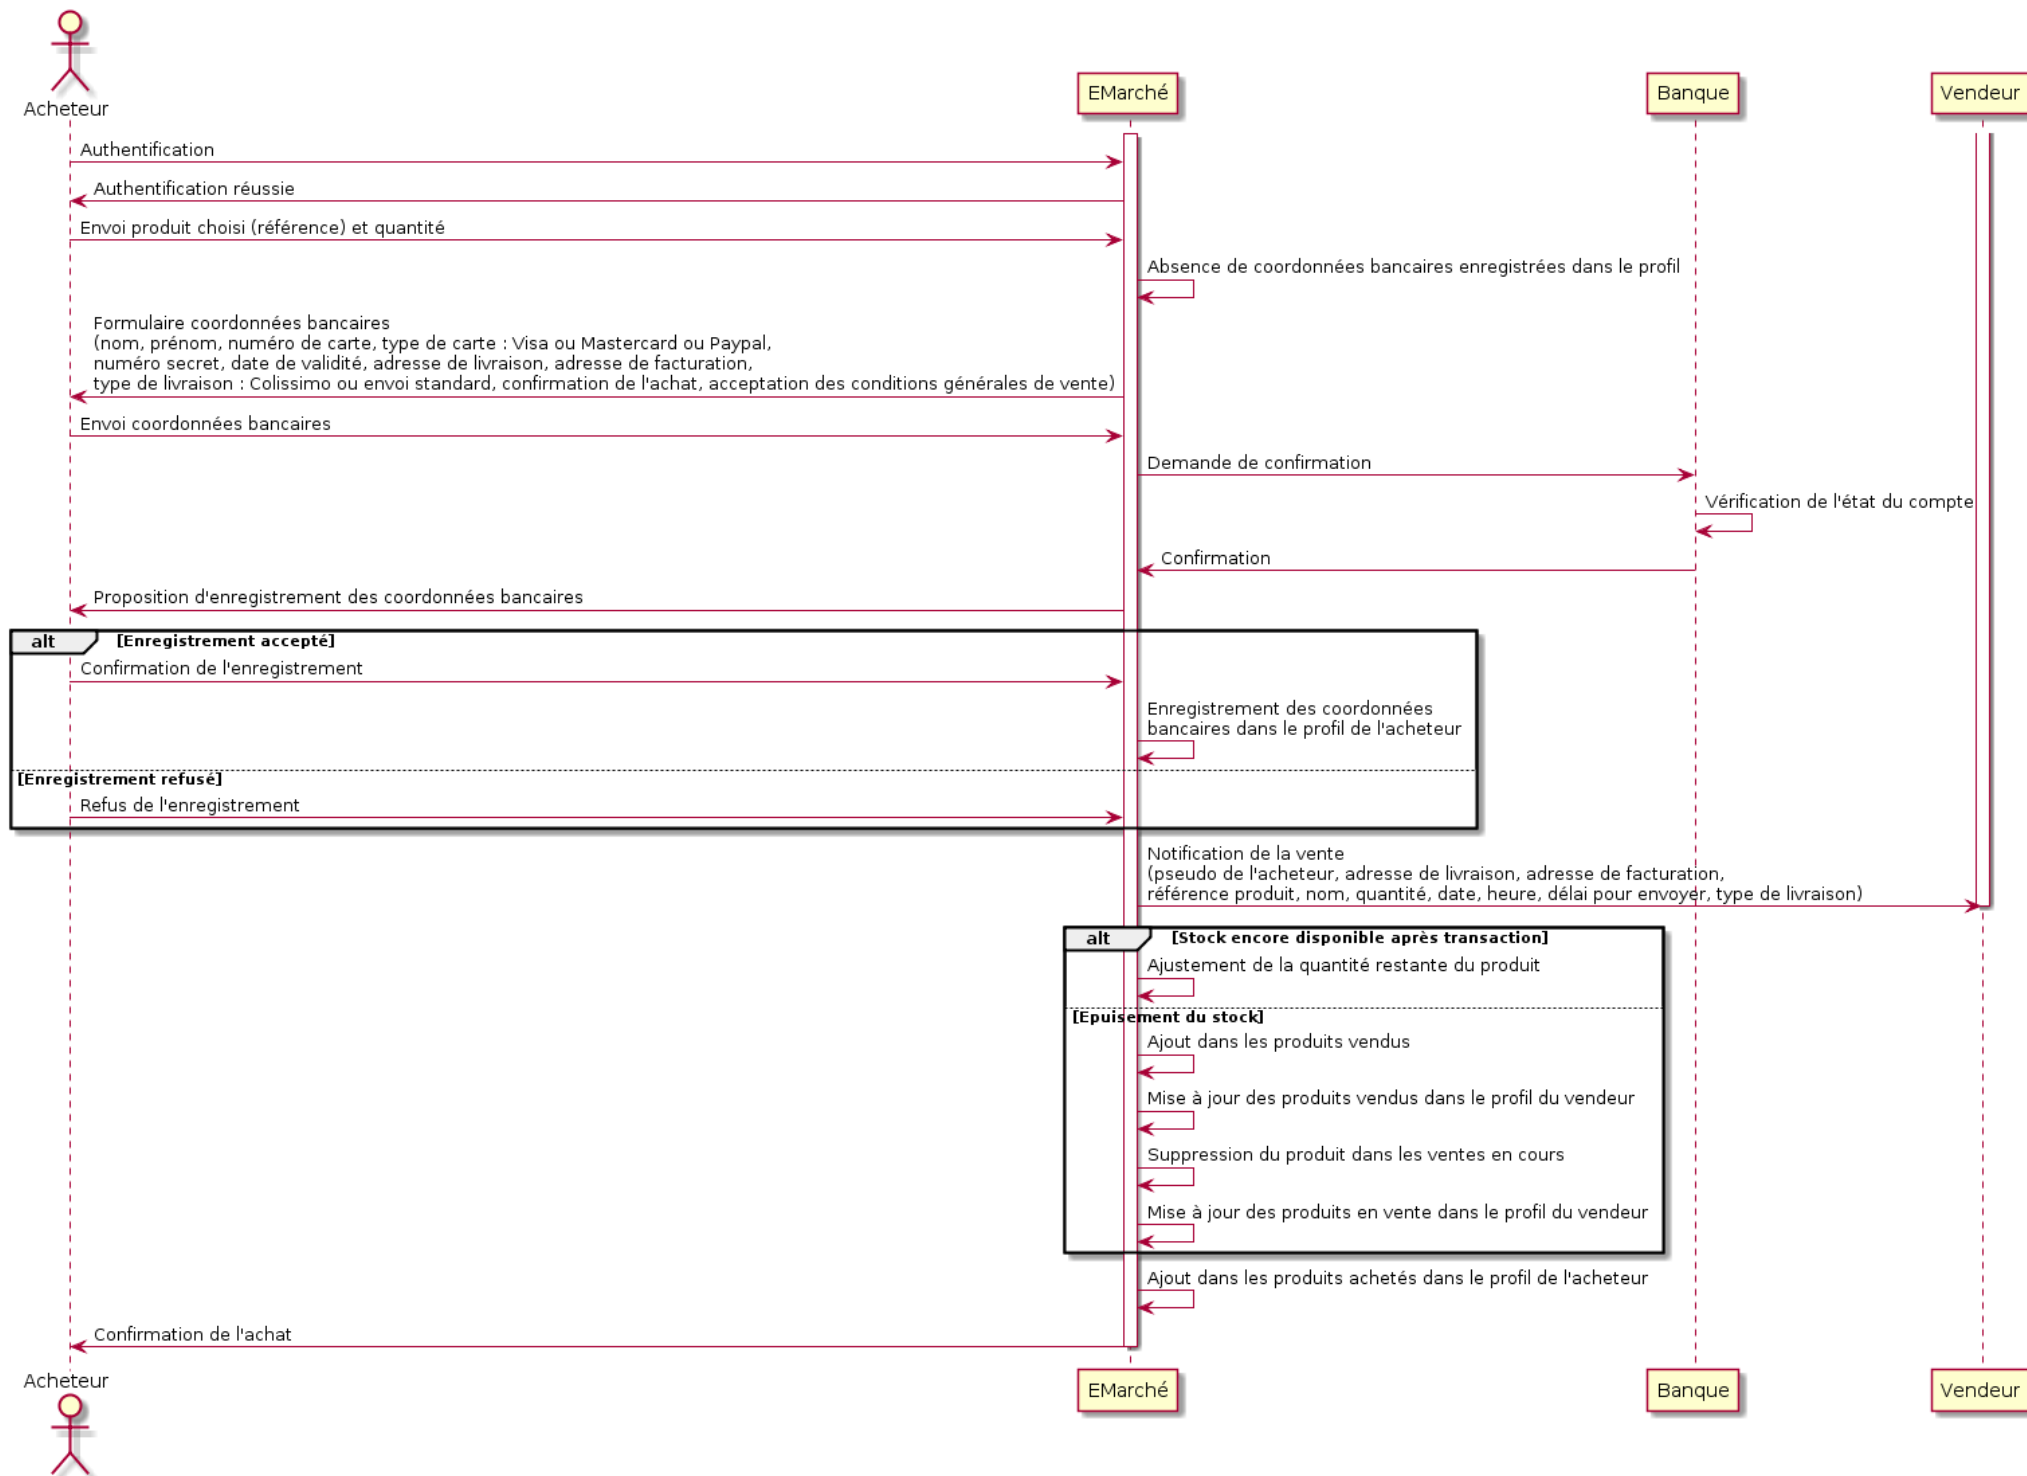 Acheteur
EMarché
Banque
Vendeur
Authentification
Authentification réussie
Envoi produit choisi (référence) et quantité
Absence de coordonnées bancaires enregistrées dans le profil
Formulaire coordonnées bancaires
(nom, prénom, numéro de carte, type de carte : Visa ou Mastercard ou Paypal,
numéro secret, date de validité, adresse de livraison, adresse de facturation,
type de livraison : Colissimo ou envoi standard, confirmation de l'achat, acceptation des conditions générales de vente)
Envoi coordonnées bancaires
Demande de confirmation
Vérification de l'état du compte
Confirmation
Proposition d'enregistrement des coordonnées bancaires
alt [Enregistrement accepté]
Confirmation de l'enregistrement
Enregistrement des coordonnées
bancaires dans le profil de l'acheteur
[Enregistrement refusé]
Refus de l'enregistrement
Notification de la vente
(pseudo de l'acheteur, adresse de livraison, adresse de facturation,
référence produit, nom, quantité, date, heure, délai pour envoyer, type de livraison)
alt [Stock encore disponible après transaction]
Ajustement de la quantité restante du produit
[Epuisement du stock]
Ajout dans les produits vendus
Mise à jour des produits vendus dans le profil du vendeur
Suppression du produit dans les ventes en cours
Mise à jour des produits en vente dans le profil du vendeur
Ajout dans les produits achetés dans le profil de l'acheteur
Confirmation de l'achat
Acheteur
EMarché
Banque
Vendeur